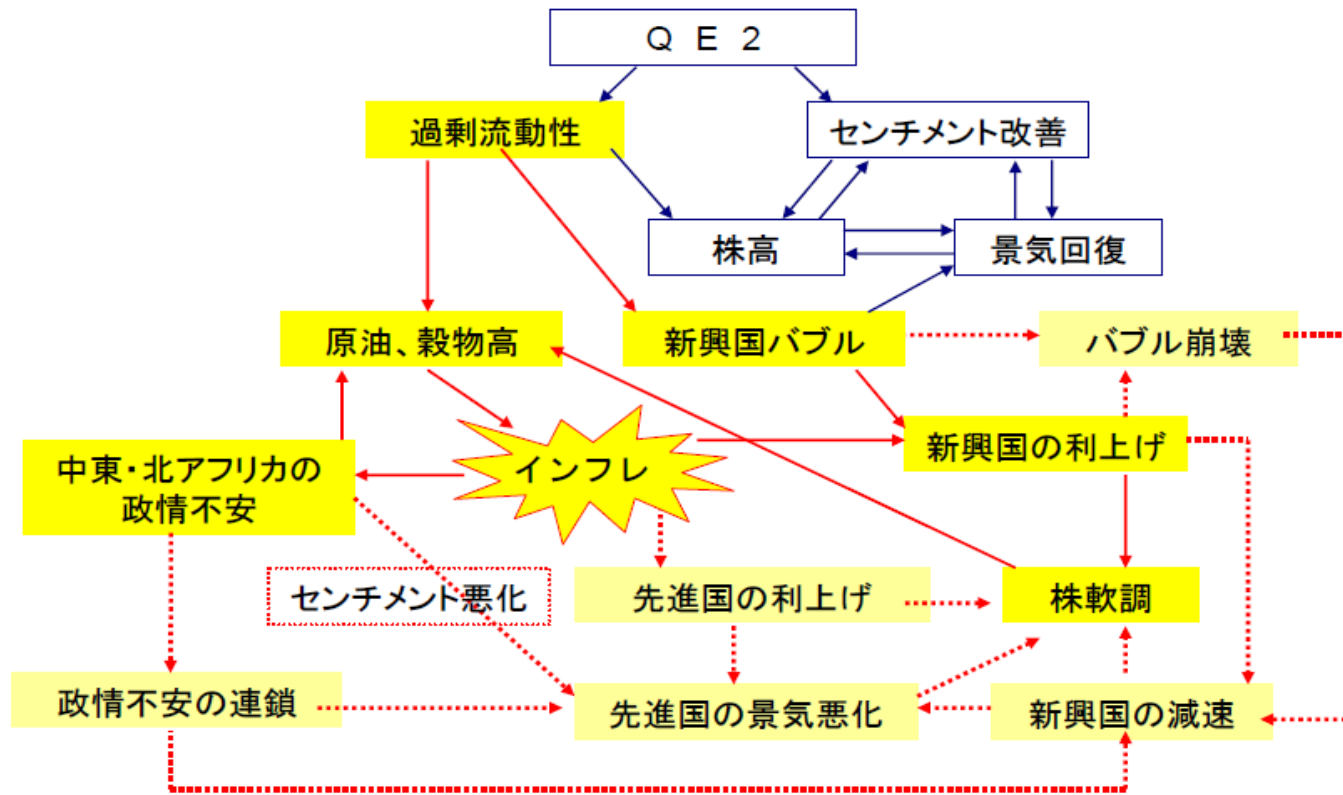 QE2
過剰流動性
センチメント改善
株高
景気回復
原油、穀物高
新興国バブル
バブル崩壊
中東・北アフリカの
政情不安
インフレ
新興国の利上げ
センチメント悪化
先進国の利上げ
株軟調
政情不安の連鎖
先進国の景気悪化
新興国の減速